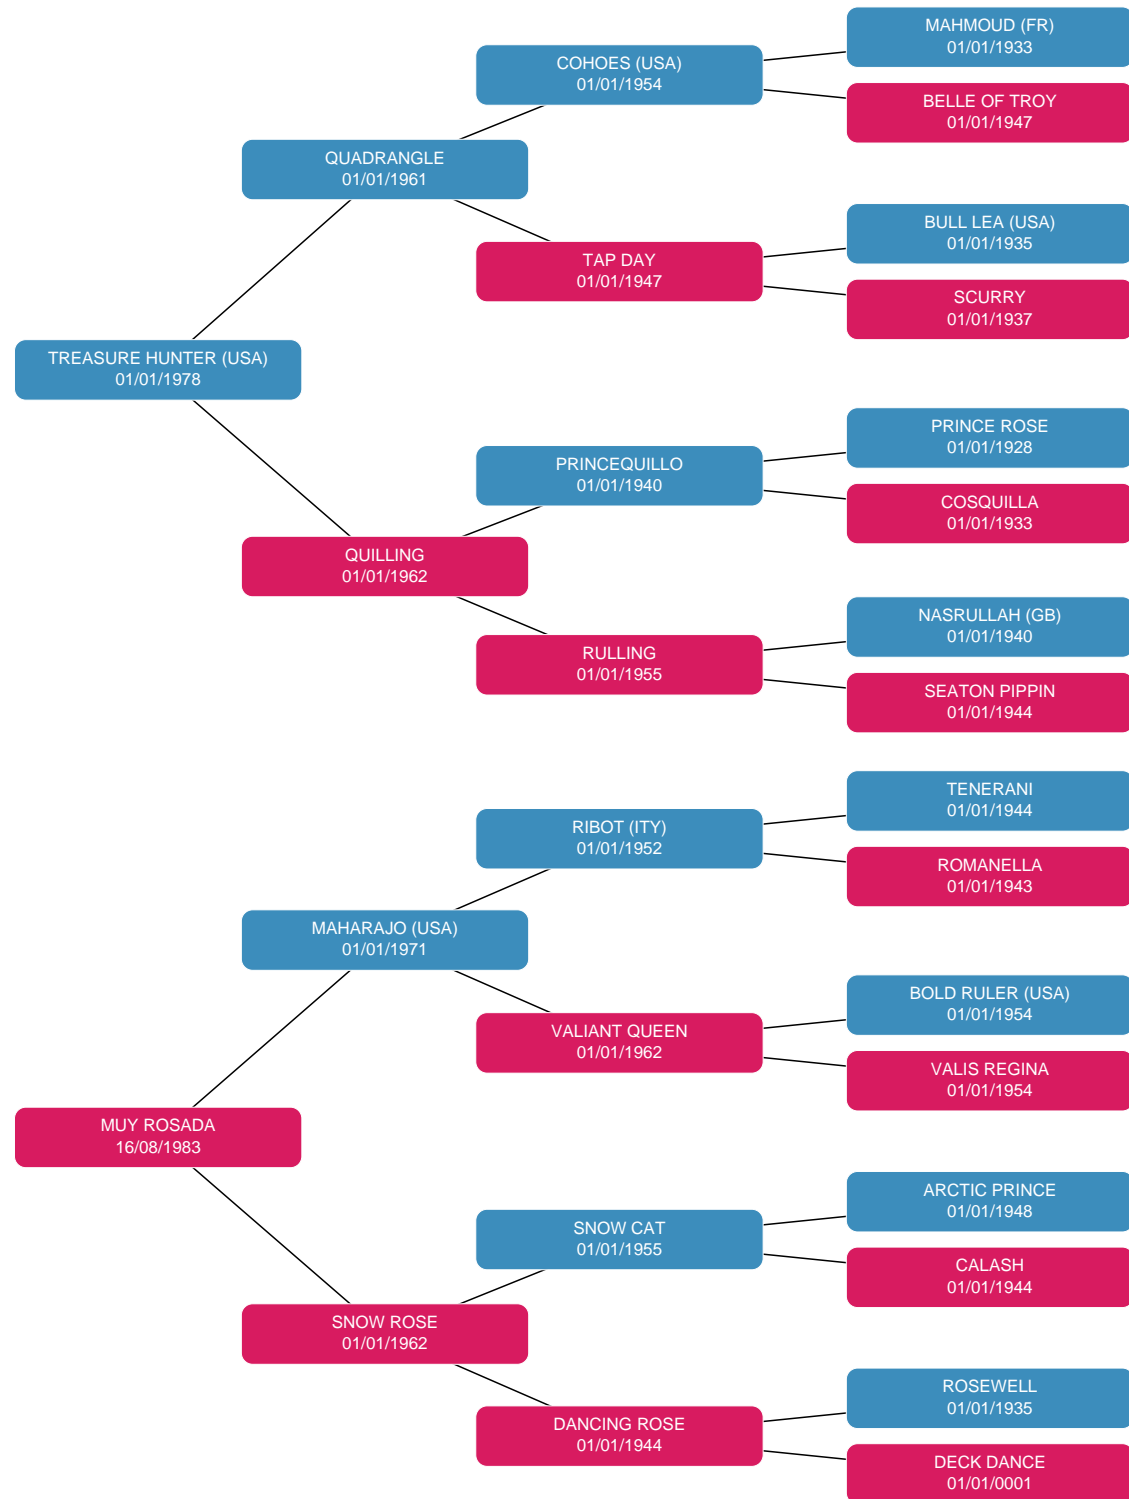 MAHMOUD (FR)
01/01/1933
COHOES (USA)
01/01/1954
BELLE OF TROY
01/01/1947
QUADRANGLE
01/01/1961
BULL LEA (USA)
01/01/1935
TAP DAY
01/01/1947
SCURRY
01/01/1937
TREASURE HUNTER (USA)
01/01/1978
PRINCE ROSE
01/01/1928
PRINCEQUILLO
01/01/1940
COSQUILLA
01/01/1933
QUILLING
01/01/1962
NASRULLAH (GB)
01/01/1940
RULLING
01/01/1955
SEATON PIPPIN
01/01/1944
TENERANI
01/01/1944
RIBOT (ITY)
01/01/1952
ROMANELLA
01/01/1943
MAHARAJO (USA)
01/01/1971
BOLD RULER (USA)
01/01/1954
VALIANT QUEEN
01/01/1962
VALIS REGINA
01/01/1954
MUY ROSADA
16/08/1983
ARCTIC PRINCE
01/01/1948
SNOW CAT
01/01/1955
CALASH
01/01/1944
SNOW ROSE
01/01/1962
ROSEWELL
01/01/1935
DANCING ROSE
01/01/1944
DECK DANCE
01/01/0001